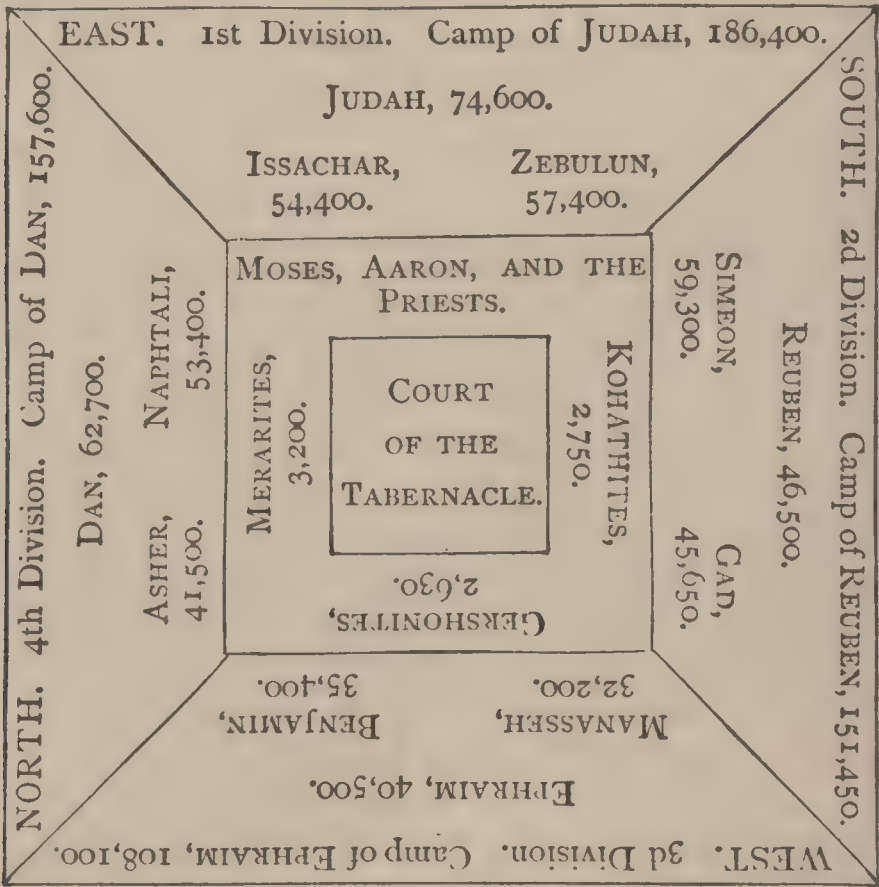 EAST. 1st Division. Camp of JUDAH, 186,400.
JUDAH, 74,600.
ISSACHAR,
54,400.
ZEBULUN,
57,400.
SOUTH. 2d Division. Camp of REUBEN, 151,450.
REUBEN, 46,500.
SIMEON,
59,300.
GAD,
45,650.
WEST. 3d Division. Camp of EPHRAIM, 108,100.
EPHRAIM, 40,500.
MANASSEH,
32,200.
BENJAMIN,
35,400.
NORTH. 4th Division. Camp of DAN, 157,600.
DAN, 62,700.
ASHER,
41,500.
NAPHTALI,
53,400.
MOSES, AARON, AND THE
PRIESTS.
KOHATHITES,
2,750.
GERSHONITES,
2,630.
MERARITES,
3,200.
COURT
OF THE
TABERNACLE.